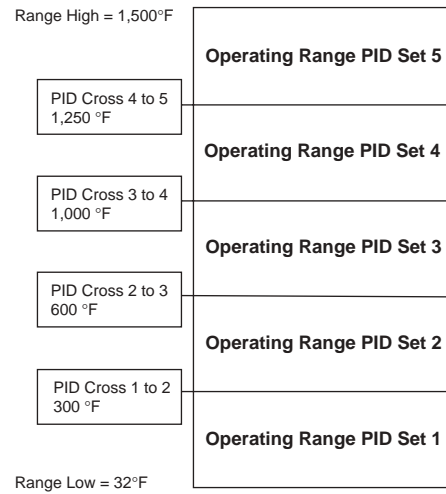 Range High = 1,500°F
Operating Range PID Set 5
PID Cross 4 to 5
1,250 °F
Operating Range PID Set 4
PID Cross 3 to 4
1,000 °F
Operating Range PID Set 3
PID Cross 2 to 3
600 °F
Operating Range PID Set 2
PID Cross 1 to 2
300 °F
Operating Range PID Set 1
Range Low = 32°F